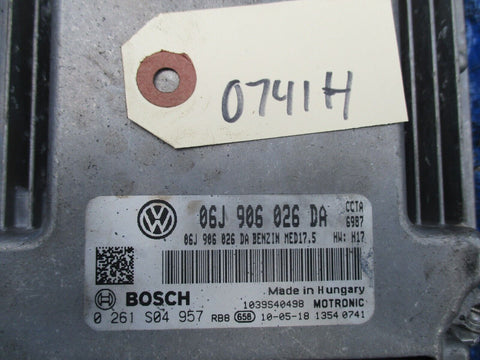 0741H
06J 906 026 DA
CCTA
6987
06J 906 026 DA BENZIN MED17.5 HW: H17
Made in Hungary
BOSCH
1039S40498 MOTRONIC
0 261 S04 957 RB8 658 10-05-18 1354 0741